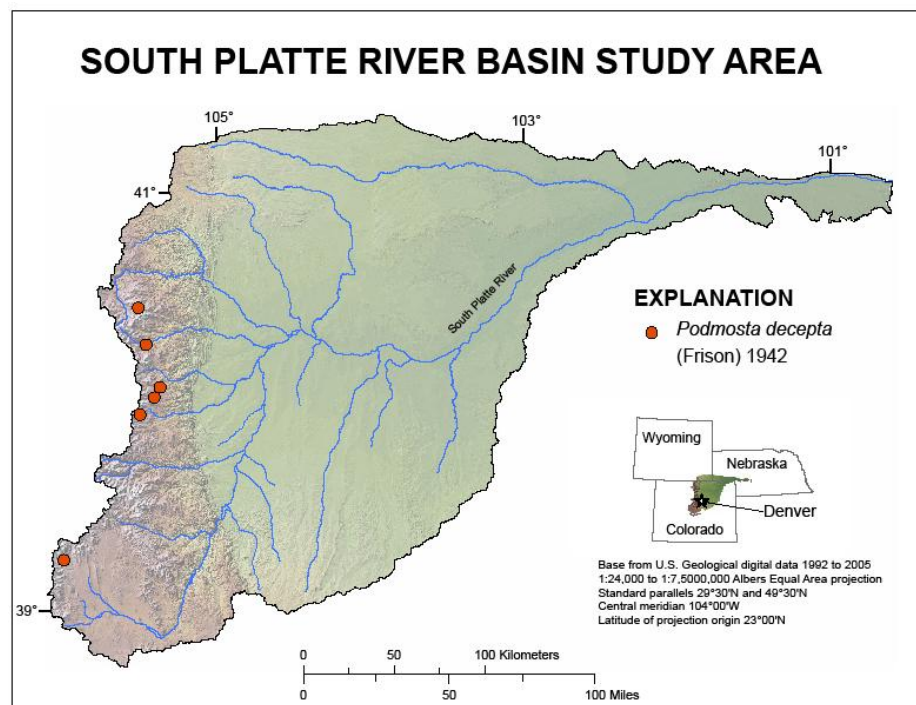 SOUTH PLATTE RIVER BASIN STUDY AREA
105°
103°
101°
41°
South Platte River
EXPLANATION
Podmosta decepta
(Frison) 1942
Wyoming
Nebraska
Denver
Colorado
Base from U.S. Geological digital data 1992 to 2005
1:24,000 to 1:7,5000,000 Albers Equal Area projection
Standard parallels 29°30'N and 49°30'N
Central meridian 104°00'W
Latitude of projection origin 23°00'N
39°
0 50 100 Kilometers
0 50 100 Miles